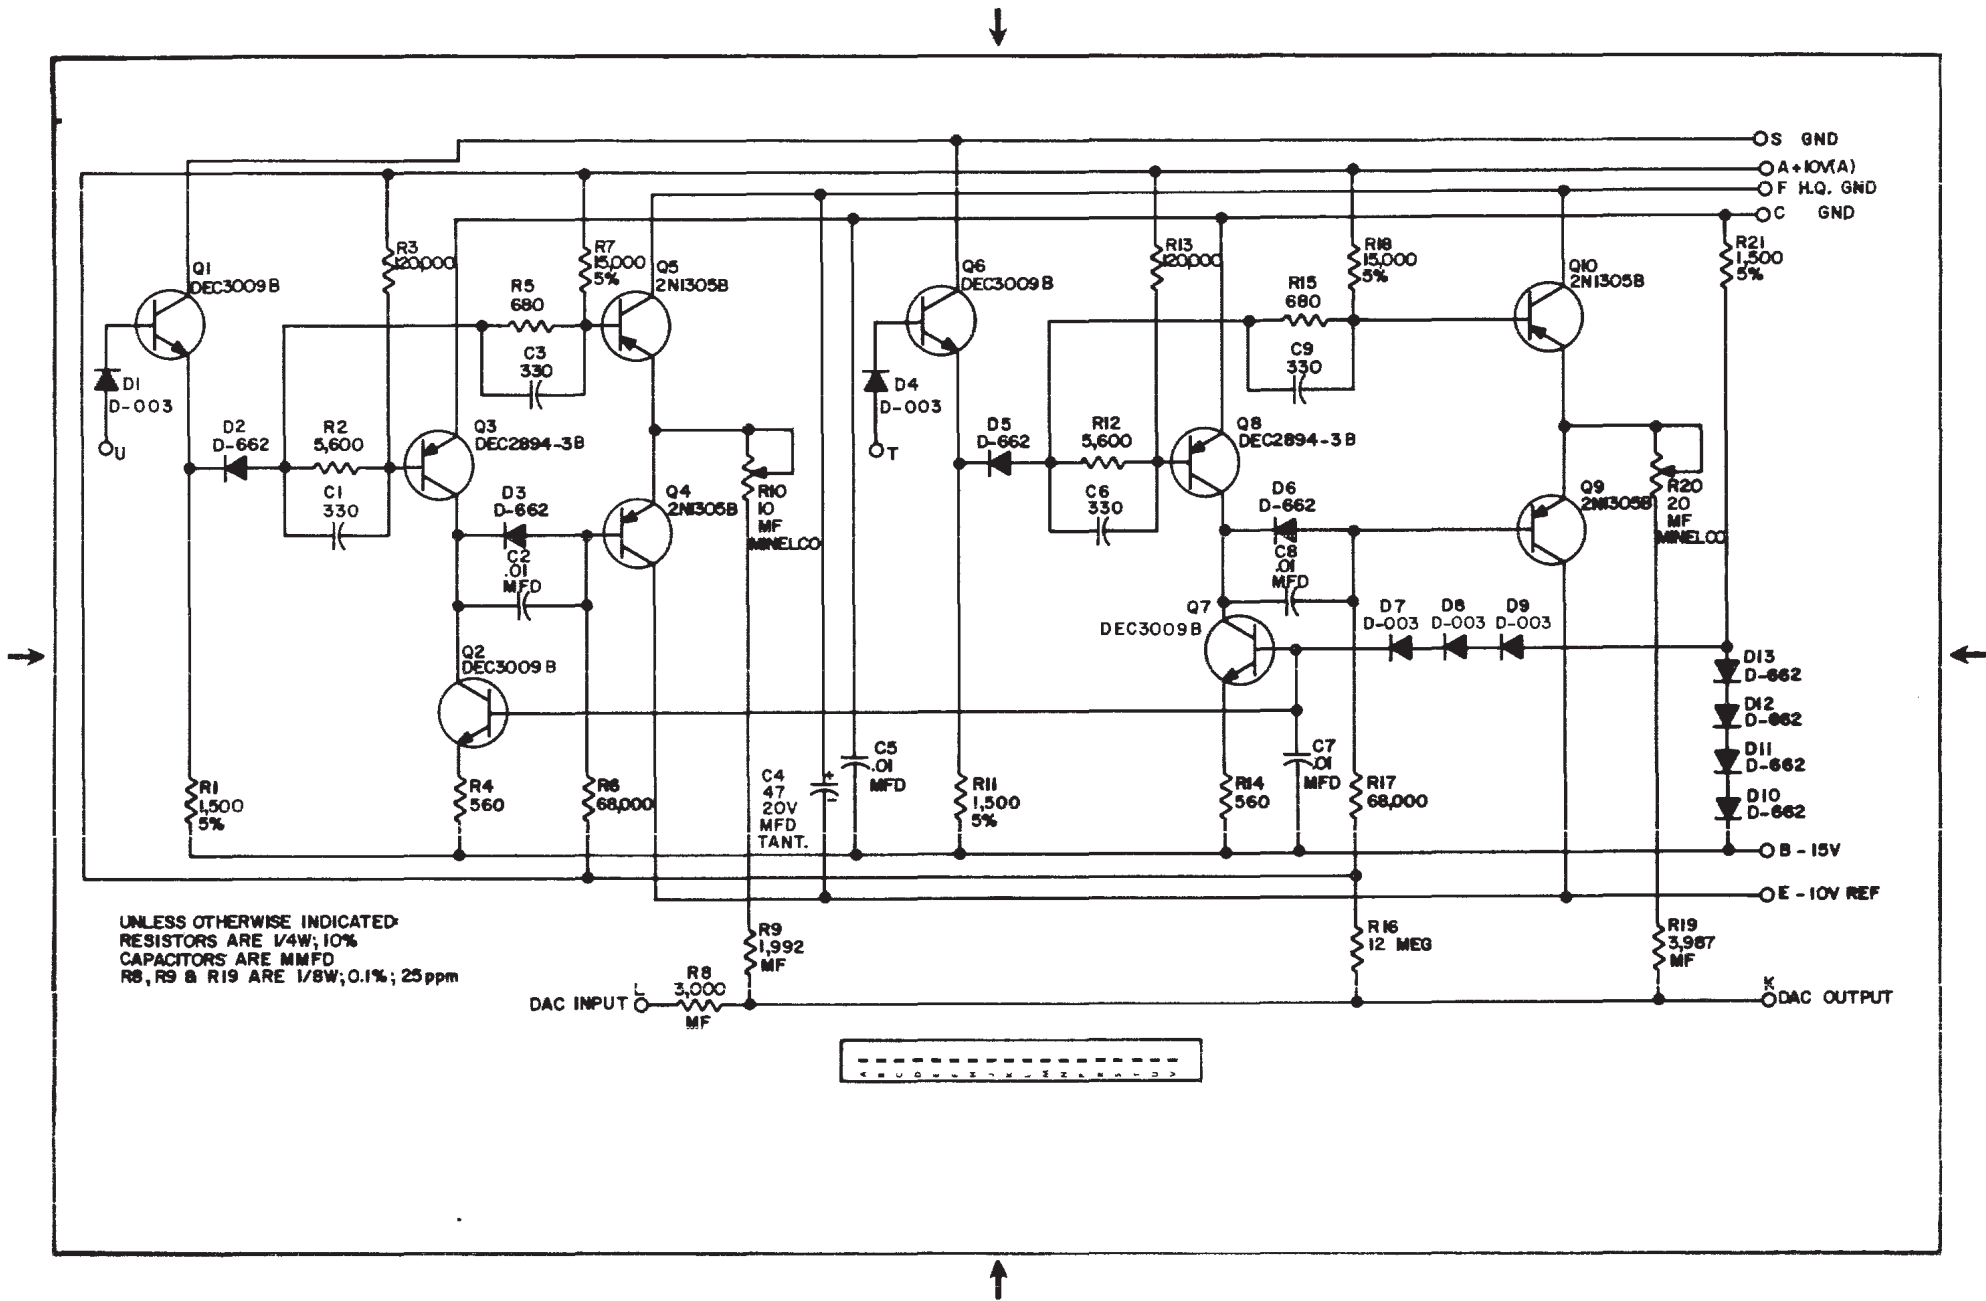 S GND
A+10V(A)
F H.Q. GND
C GND
Q1
DEC3009B
D1
D-003
U
D2
D-662
R1
1,500
5%
R2
5,600
C1
330
R3
120,000
Q3
DEC2894-3B
D3
D-662
C2
.01
MFD
Q2
DEC3009B
R4
560
R5
680
C3
330
R7
15,000
5%
Q5
2N1305B
Q4
2N1305B
R6
68,000
R10
10
MF
MINELCO
C4
47
20V
MFD
TANT.
+
-
C5
.01
MFD
R9
1,992
MF
Q6
DEC3009B
D4
D-003
T
D5
D-662
R11
1,500
5%
R12
5,600
C6
330
R13
120,000
Q8
DEC2894-3B
D6
D-662
C8
.01
MFD
Q7
DEC3009B
R14
560
C7
.01
MFD
R15
680
C9
330
R18
15,000
5%
Q10
2N1305B
Q9
2N1305B
R17
68,000
R20
20
MF
MINELCO
D7
D-003
D8
D-003
D9
D-003
R21
1,500
5%
D13
D-662
D12
D-662
D11
D-662
D10
D-662
B -15V
E -10V REF
R16
12 MEG
R19
3,987
MF
UNLESS OTHERWISE INDICATED:
RESISTORS ARE 1/4W; 10%
CAPACITORS ARE MMFD
R8, R9 & R19 ARE 1/8W; 0.1%; 25ppm
DAC INPUT
L
R8
3,000
MF
K
DAC OUTPUT
A B C D E F H J K L M N P R S T U V